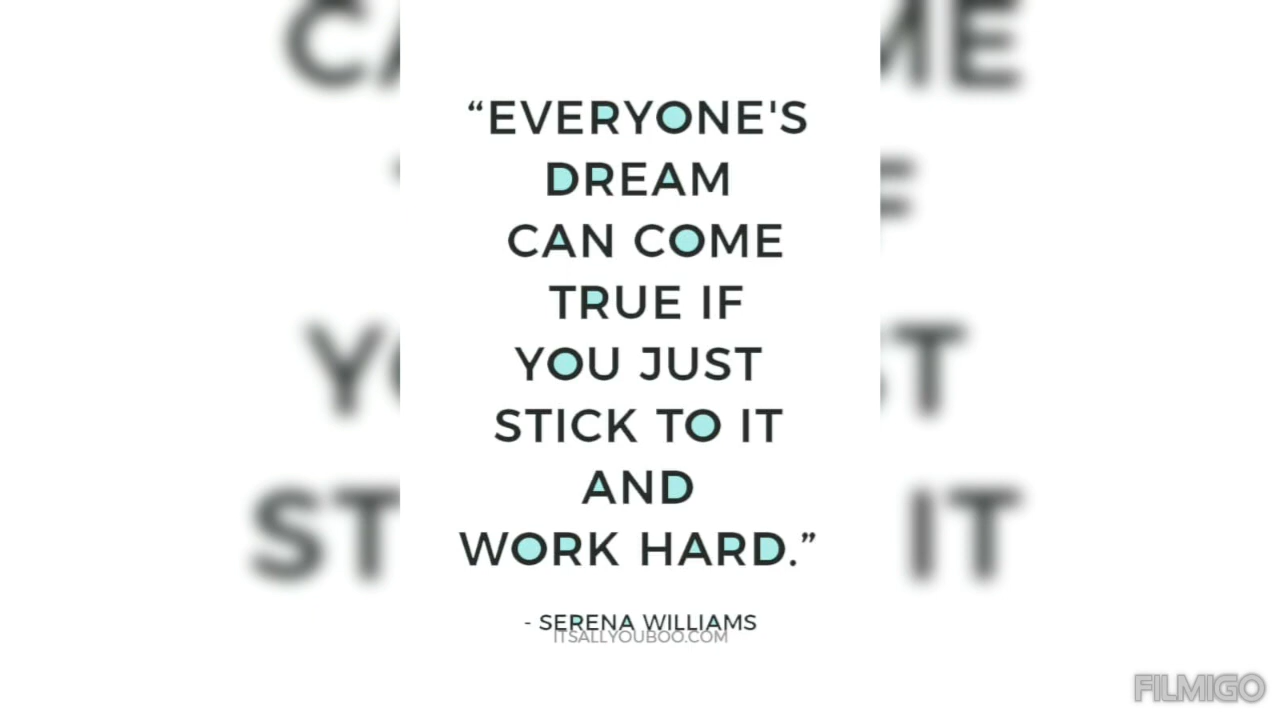 “EVERYONE'S
DREAM
CAN COME
TRUE IF
YOU JUST
STICK TO IT
AND
WORK HARD.”
- SERENA WILLIAMS
ITSALLYOUBOO.COM
FILMIGO